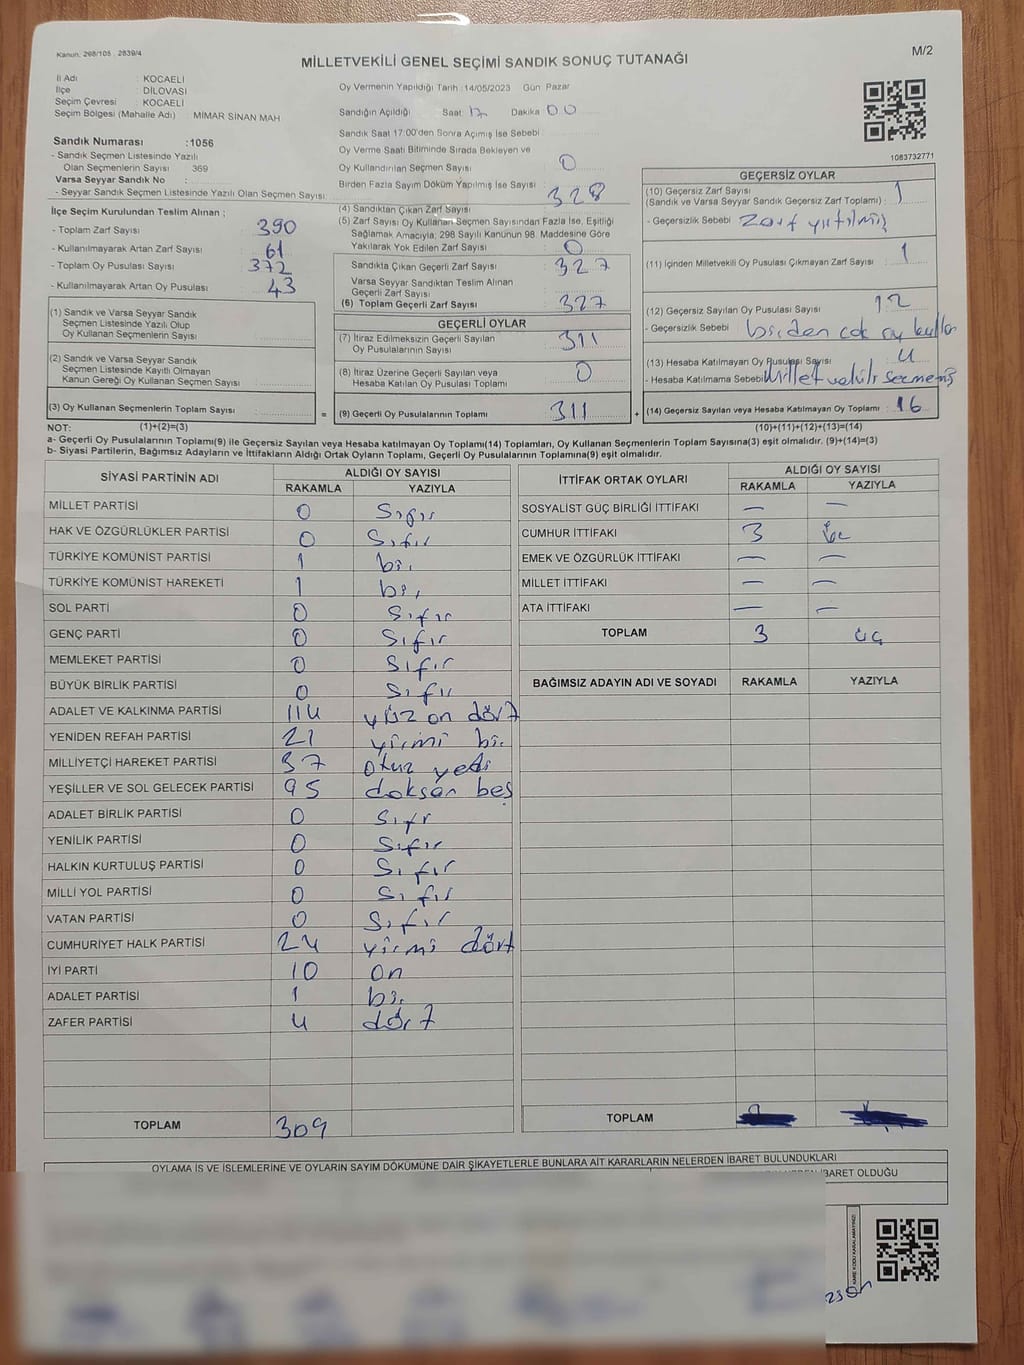 Kanun, 298/105 , 2839/4
M/2
MİLLETVEKİLİ GENEL SEÇİMİ SANDIK SONUÇ TUTANAĞI
İl Adı : KOCAELİ
İlçe : DİLOVASI
Seçim Çevresi : KOCAELİ
Seçim Bölgesi (Mahalle Adı) MİMAR SİNAN MAH
Sandık Numarası :1056
- Sandık Seçmen Listesinde Yazılı
Olan Seçmenlerin Sayısı : 369
Varsa Seyyar Sandık No :
- Seyyar Sandık Seçmen Listesinde Yazılı Olan Seçmen Sayısı
Oy Vermenin Yapıldığı Tarih :14/05/2023 Gün: Pazar
Sandığın Açıldığı Saat Dakika 00
Sandık Saat 17:00'den Sonra Açımış İse Sebebi
Oy Verme Saati Bitiminde Sırada Bekleyen ve
Oy Kullandırılan Seçmen Sayısı 0
Birden Fazla Sayım Döküm Yapılmış İse Sayısı
1083732771
İlçe Seçim Kurulundan Teslim Alınan ;
- Toplam Zarf Sayısı : 390
- Kullanılmayarak Artan Zarf Sayısı : 61
- Toplam Oy Pusulası Sayısı : 372
- Kullanılmayarak Artan Oy Pusulası : 43
(1) Sandık ve Varsa Seyyar Sandık
Seçmen Listesinde Yazılı Olup
Oy Kullanan Seçmenlerin Sayısı :
(2) Sandık ve Varsa Seyyar Sandık
Seçmen Listesinde Kayıtlı Olmayan
Kanun Gereği Oy Kullanan Seçmen Sayısı :
(3) Oy Kullanan Seçmenlerin Toplam Sayısı :
(4) Sandıktan Çıkan Zarf Sayısı 328
(5) Zarf Sayısı Oy Kullanan Seçmen Sayısından Fazla İse, Eşitliği
Sağlamak Amacıyla; 298 Sayılı Kanunun 98. Maddesine Göre
Yakılarak Yok Edilen Zarf Sayısı : 0
Sandıkta Çıkan Geçerli Zarf Sayısı : 327
Varsa Seyyar Sandıktan Teslim Alınan
Geçerli Zarf Sayısı :
(6) Toplam Geçerli Zarf Sayısı : 327
GEÇERLİ OYLAR
(7) İtiraz Edilmeksizin Geçerli Sayılan
Oy Pusulalarının Sayısı : 311
(8) İtiraz Üzerine Geçerli Sayılan veya
Hesaba Katılan Oy Pusulası Toplamı : 0
= (9) Geçerli Oy Pusulalarının Toplamı : 311 +
GEÇERSİZ OYLAR
(10) Geçersiz Zarf Sayısı : 1
(Sandık ve Varsa Seyyar Sandık Geçersiz Zarf Toplamı)
- Geçersizlik Sebebi : Zarf yırtılmış
(11) İçinden Milletvekili Oy Pusulası Çıkmayan Zarf Sayısı : 1
(12) Geçersiz Sayılan Oy Pusulası Sayısı : 12
- Geçersizlik Sebebi : birden çok oy
(13) Hesaba Katılmayan Oy Pusulası Sayısı : 4
- Hesaba Katılmama Sebebi : Millet vekili seçmemiş
(14) Geçersiz Sayılan veya Hesaba Katılmayan Oy Toplamı : 16
NOT: (1)+(2)=(3) (10)+(11)+(12)+(13)=(14)
a- Geçerli Oy Pusulalarının Toplamı(9) ile Geçersiz Sayılan veya Hesaba katılmayan Oy Toplamı(14) Toplamları, Oy Kullanan Seçmenlerin Toplam Sayısına(3) eşit olmalıdır. (9)+(14)=(3)
b- Siyasi Partilerin, Bağımsız Adayların ve İttifakların Aldığı Ortak Oyların Toplamı, Geçerli Oy Pusulalarının Toplamına(9) eşit olmalıdır.
SİYASİ PARTİNİN ADI ALDIĞI OY SAYISI
RAKAMLA YAZIYLA
MİLLET PARTİSİ 0 Sıfır
HAK VE ÖZGÜRLÜKLER PARTİSİ 0 Sıfır
TÜRKİYE KOMÜNİST PARTİSİ 1 bir
TÜRKİYE KOMÜNİST HAREKETİ 1 bir
SOL PARTİ 0 Sıfır
GENÇ PARTİ 0 Sıfır
MEMLEKET PARTİSİ 0 Sıfır
BÜYÜK BİRLİK PARTİSİ 0 Sıfır
ADALET VE KALKINMA PARTİSİ 114 yüz on dört
YENİDEN REFAH PARTİSİ 21 yirmi bir
MİLLİYETÇİ HAREKET PARTİSİ 37 otuz yedi
YEŞİLLER VE SOL GELECEK PARTİSİ 95 doksan beş
ADALET BİRLİK PARTİSİ 0 Sıfr
YENİLİK PARTİSİ 0 Sıfır
HALKIN KURTULUŞ PARTİSİ 0 Sıfır
MİLLİ YOL PARTİSİ 0 Sıfır
VATAN PARTİSİ 0 Sıfır
CUMHURİYET HALK PARTİSİ 24 yirmi dört
İYİ PARTİ 10 on
ADALET PARTİSİ 1 bir
ZAFER PARTİSİ 4 dört
TOPLAM 309
İTTİFAK ORTAK OYLARI ALDIĞI OY SAYISI
RAKAMLA YAZIYLA
SOSYALİST GÜÇ BİRLİĞİ İTTİFAKI — —
CUMHUR İTTİFAKI 3 üç
EMEK VE ÖZGÜRLÜK İTTİFAKI — —
MİLLET İTTİFAKI — —
ATA İTTİFAKI — —
TOPLAM 3 üç
BAĞIMSIZ ADAYIN ADI VE SOYADI RAKAMLA YAZIYLA
TOPLAM
OYLAMA İŞ VE İŞLEMLERİNE VE OYLARIN SAYIM DÖKÜMÜNE DAİR ŞİKAYETLERLE BUNLARA AİT KARARLARIN NELERDEN İBARET BULUNDUKLARI
İBARET OLDUĞU
KARE KODU KARALAMAYINIZ!